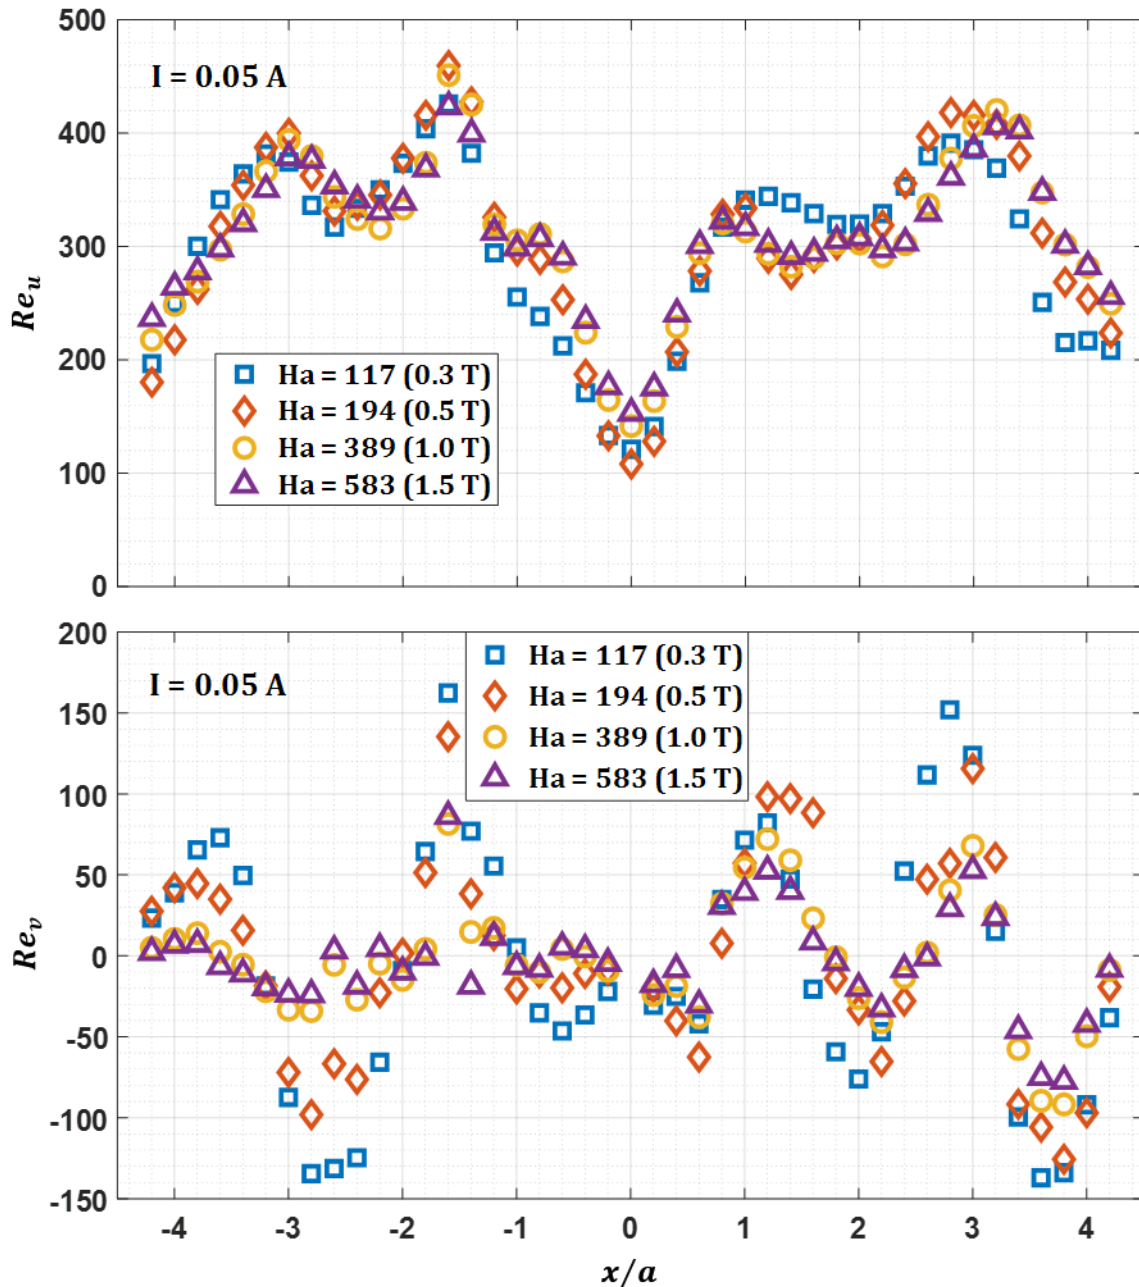 500
400
300
200
100
0
Re_u
I = 0.05 A
Ha = 117 (0.3 T)
Ha = 194 (0.5 T)
Ha = 389 (1.0 T)
Ha = 583 (1.5 T)
200
150
100
50
0
-50
-100
-150
Re_v
I = 0.05 A
Ha = 117 (0.3 T)
Ha = 194 (0.5 T)
Ha = 389 (1.0 T)
Ha = 583 (1.5 T)
-4 -3 -2 -1 0 1 2 3 4
x/a